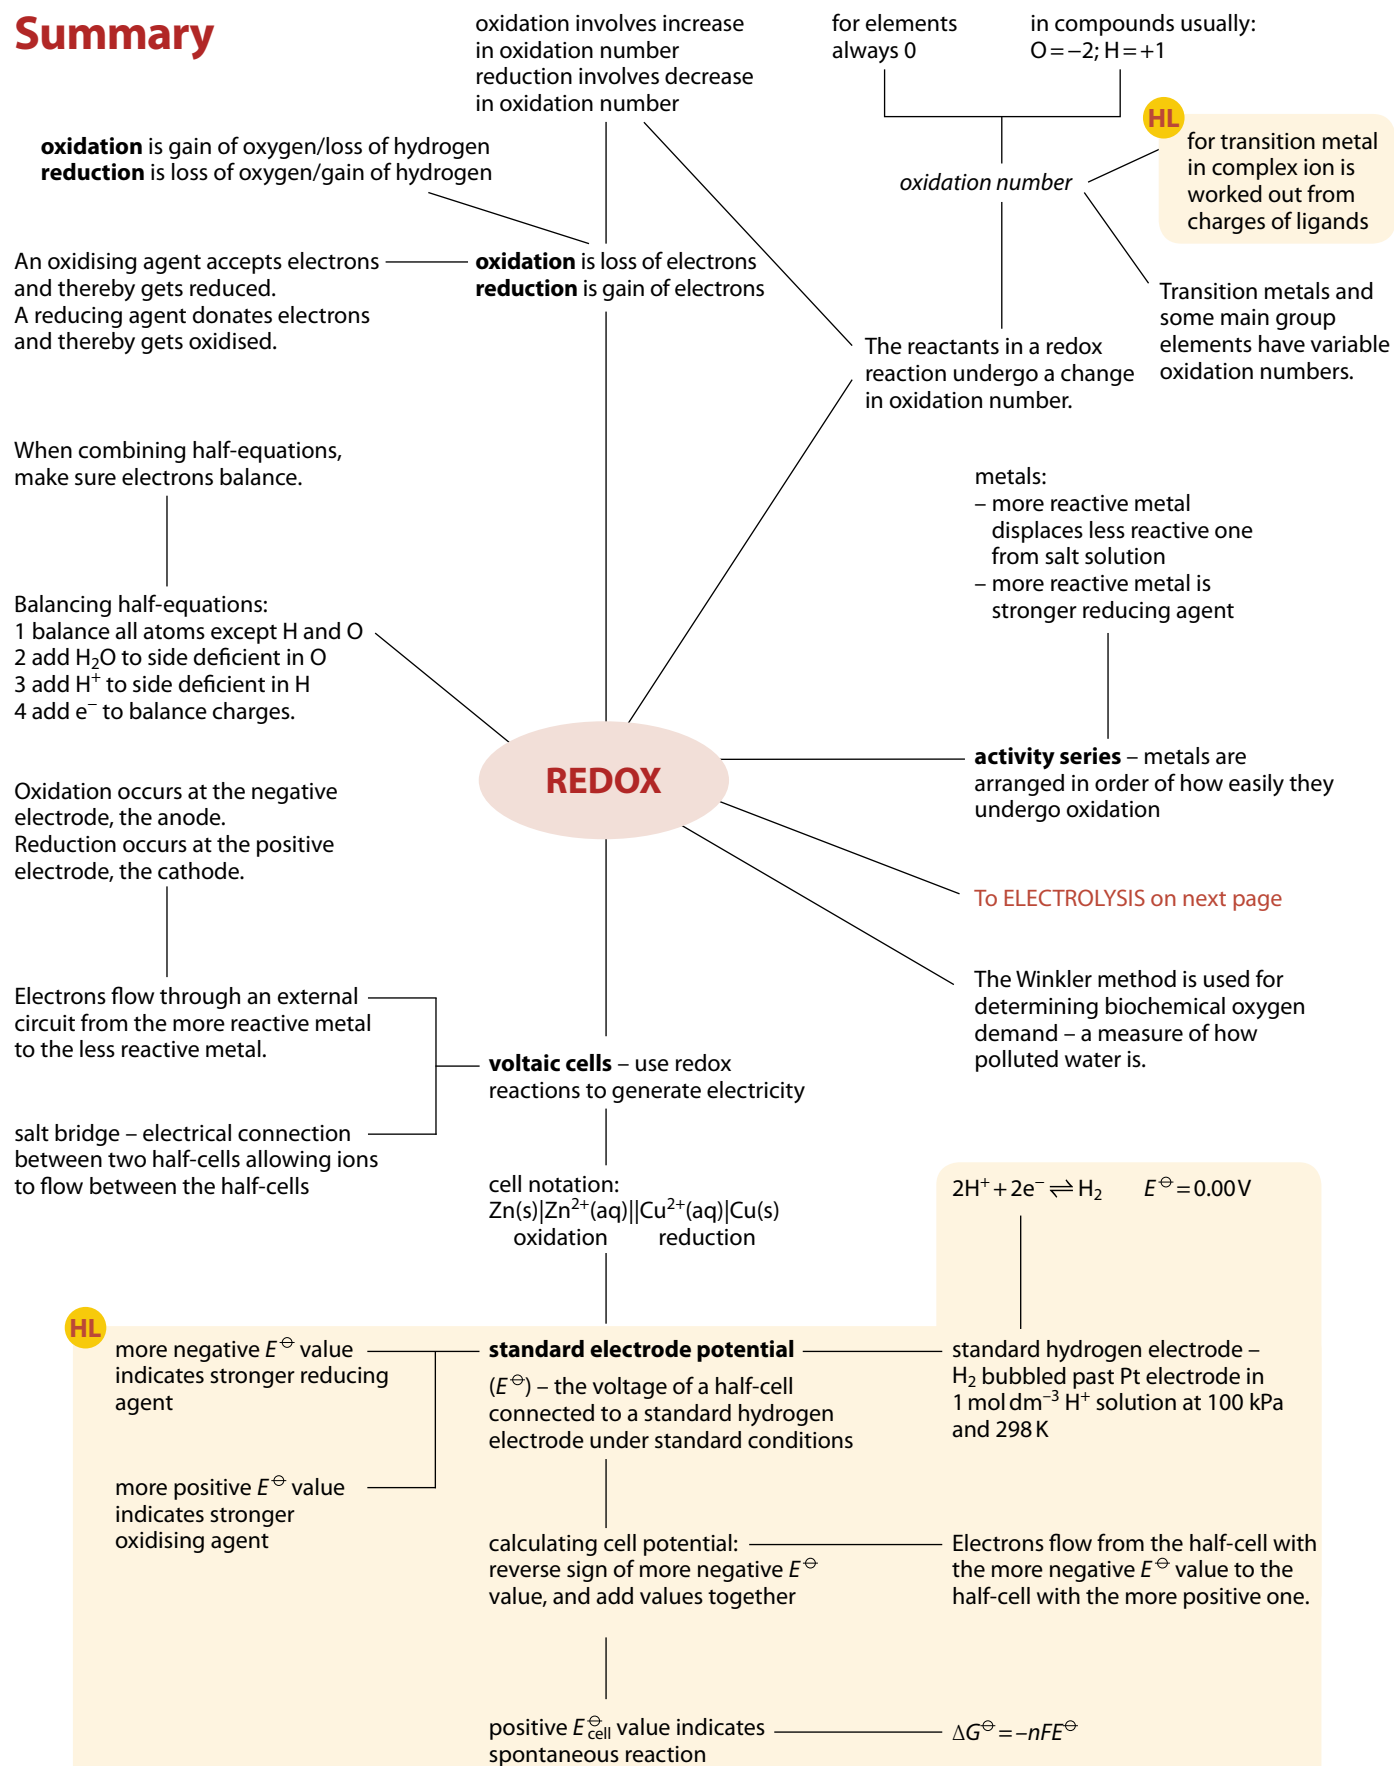 Summary
oxidation involves increase
in oxidation number
reduction involves decrease
in oxidation number
for elements
always 0
in compounds usually:
O = −2; H = +1
HL
for transition metal
in complex ion is
worked out from
charges of ligands
oxidation is gain of oxygen/loss of hydrogen
reduction is loss of oxygen/gain of hydrogen
oxidation number
An oxidising agent accepts electrons
and thereby gets reduced.
A reducing agent donates electrons
and thereby gets oxidised.
oxidation is loss of electrons
reduction is gain of electrons
Transition metals and
some main group
elements have variable
oxidation numbers.
The reactants in a redox
reaction undergo a change
in oxidation number.
When combining half-equations,
make sure electrons balance.
metals:
– more reactive metal
displaces less reactive one
from salt solution
– more reactive metal is
stronger reducing agent
Balancing half-equations:
1 balance all atoms except H and O
2 add H₂O to side deficient in O
3 add H⁺ to side deficient in H
4 add e⁻ to balance charges.
REDOX
activity series – metals are
arranged in order of how easily they
undergo oxidation
Oxidation occurs at the negative
electrode, the anode.
Reduction occurs at the positive
electrode, the cathode.
To ELECTROLYSIS on next page
The Winkler method is used for
determining biochemical oxygen
demand – a measure of how
polluted water is.
Electrons flow through an external
circuit from the more reactive metal
to the less reactive metal.
voltaic cells – use redox
reactions to generate electricity
salt bridge – electrical connection
between two half-cells allowing ions
to flow between the half-cells
cell notation:
Zn(s)|Zn²⁺(aq)||Cu²⁺(aq)|Cu(s)
oxidation reduction
2H⁺ + 2e⁻ ⇌ H₂ E⊖ = 0.00 V
HL
more negative E⊖ value
indicates stronger reducing
agent
standard electrode potential
(E⊖) – the voltage of a half-cell
connected to a standard hydrogen
electrode under standard conditions
standard hydrogen electrode –
H₂ bubbled past Pt electrode in
1 mol dm⁻³ H⁺ solution at 100 kPa
and 298 K
more positive E⊖ value
indicates stronger
oxidising agent
calculating cell potential:
reverse sign of more negative E⊖
value, and add values together
Electrons flow from the half-cell with
the more negative E⊖ value to the
half-cell with the more positive one.
positive E⊖cell value indicates
spontaneous reaction
ΔG⊖ = −nFE⊖